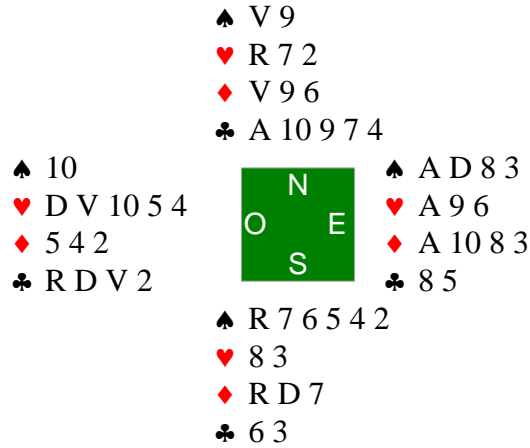 ♠ V 9
♥ R 7 2
♦ V 9 6
♣ A 10 9 7 4
♠ 10
♥ D V 10 5 4
♦ 5 4 2
♣ R D V 2
N
O E
S
♠ A D 8 3
♥ A 9 6
♦ A 10 8 3
♣ 8 5
♠ R 7 6 5 4 2
♥ 8 3
♦ R D 7
♣ 6 3